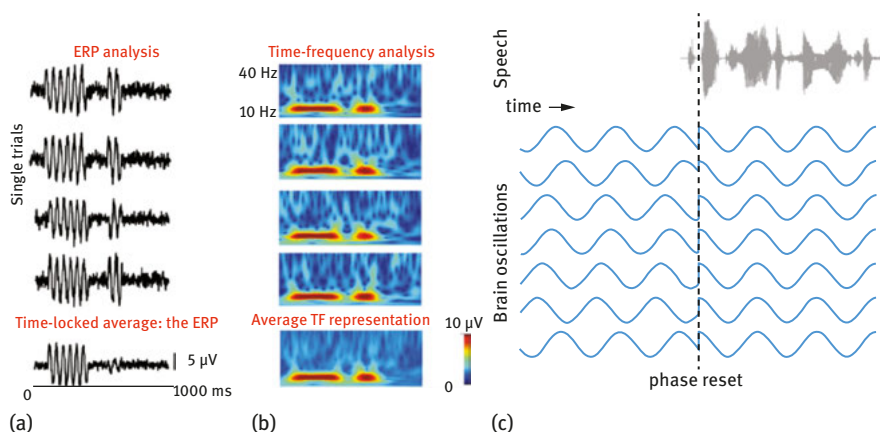 ERP analysis
Single trials
Time-locked average: the ERP
5 µV
0
1000 ms
(a)
Time-frequency analysis
40 Hz
10 Hz
Average TF representation
10 µV
0
(b)
Speech
time
Brain oscillations
phase reset
(c)